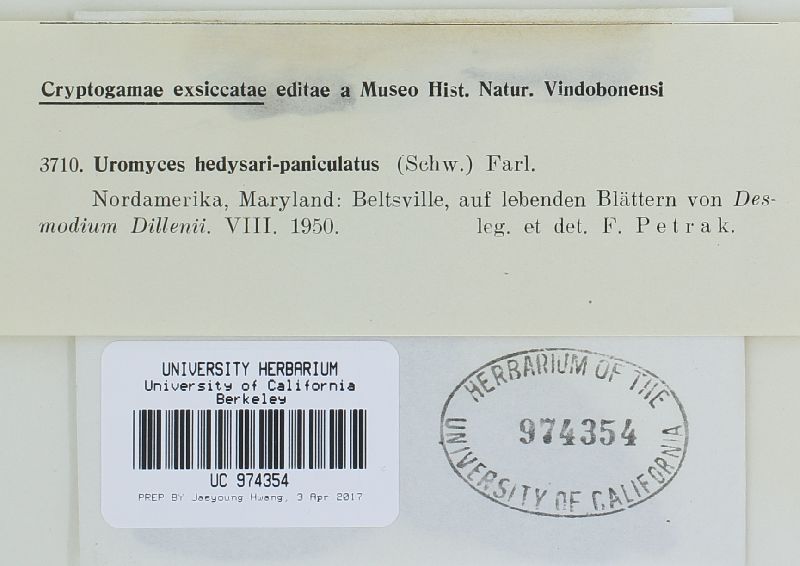 Cryptogamae exsiccatae editae a Museo Hist. Natur. Vindobonensi
3710. Uromyces hedysari-paniculatus (Schw.) Farl.
Nordamerika, Maryland: Beltsville, auf lebenden Blättern von Des-
modium Dillenii. VIII. 1950. leg. et det. F. Petrak.
UNIVERSITY HERBARIUM
University of California
Berkeley
UC 974354
PREP BY Jaeyoung Hwang, 3 Apr 2017
HERBARIUM OF THE
974354
UNIVERSITY OF CALIFORNIA